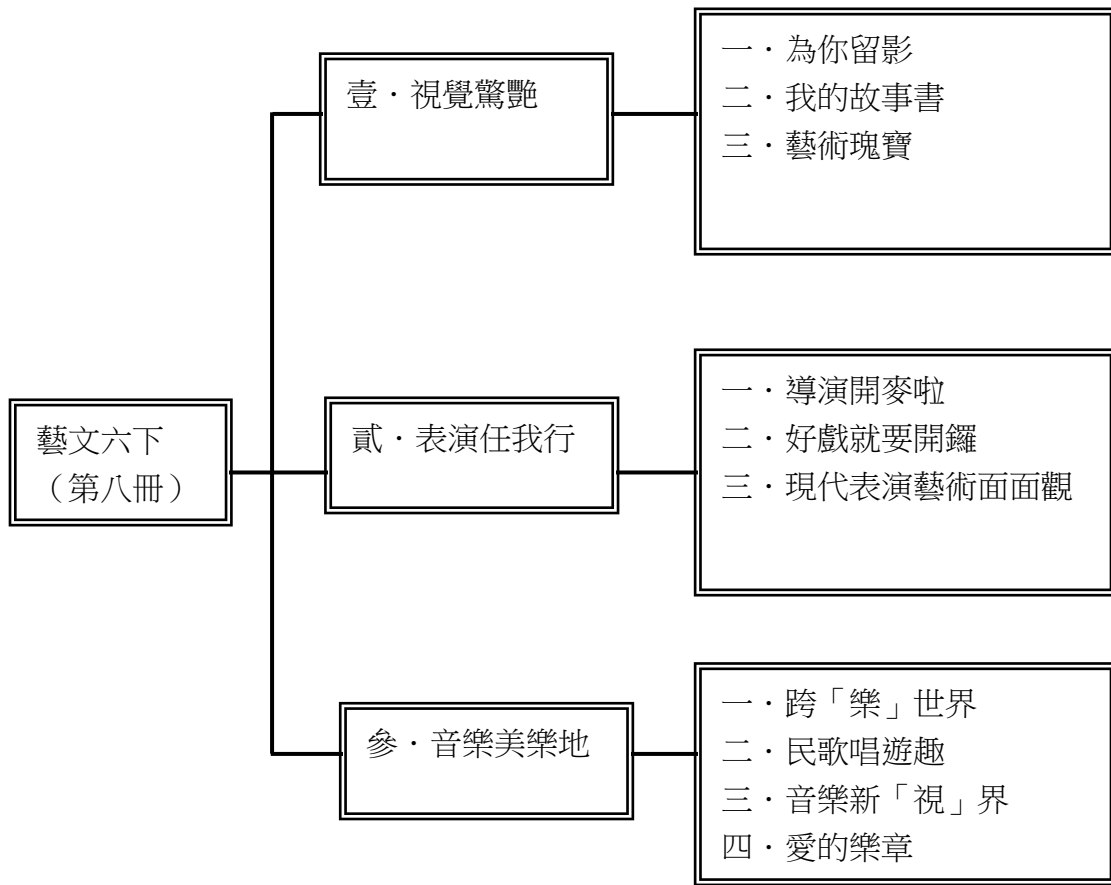 藝文六下
（第八冊）
壹．視覺驚艷
一．為你留影
二．我的故事書
三．藝術瑰寶
貳．表演任我行
一．導演開麥啦
二．好戲就要開鑼
三．現代表演藝術面面觀
參．音樂美樂地
一．跨「樂」世界
二．民歌唱遊趣
三．音樂新「視」界
四．愛的樂章